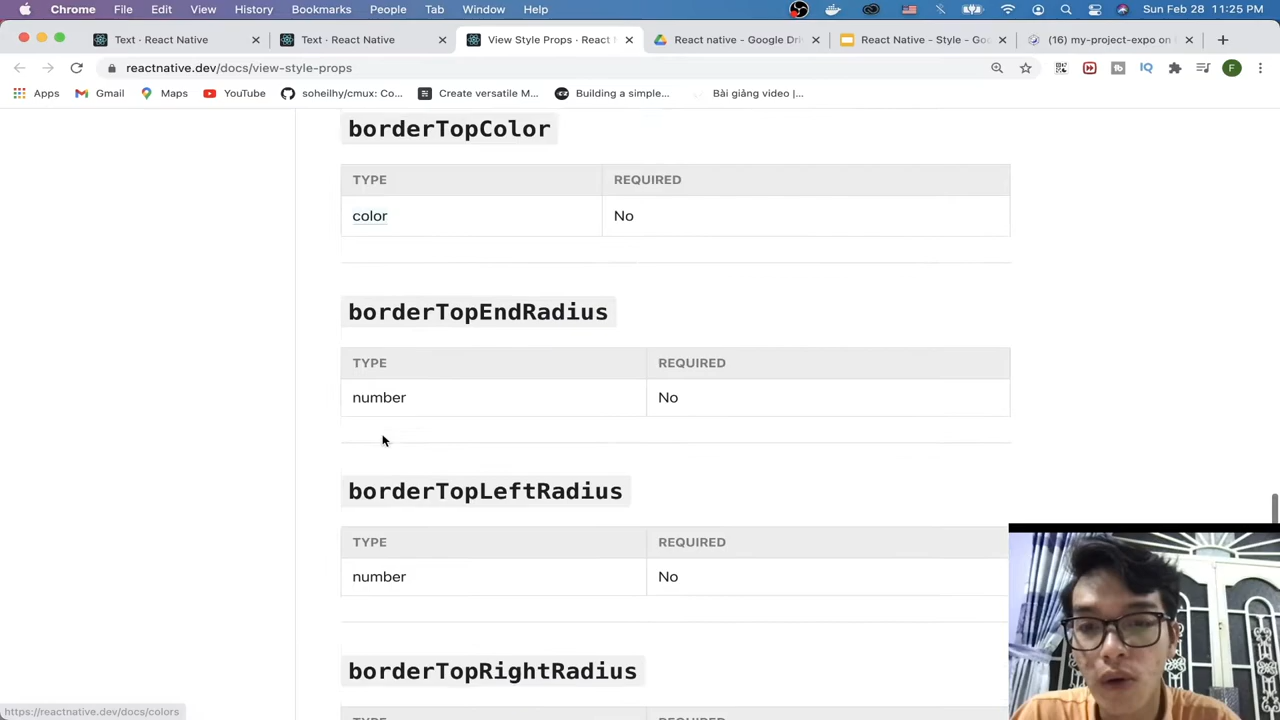 Chrome File Edit View History Bookmarks People Tab Window Help Sun Feb 28 11:25 PM
Text · React Native Text · React Native View Style Props · React N React native - Google Dri React Native - Style - Go (16) my-project-expo on
reactnative.dev/docs/view-style-props
Apps Gmail Maps YouTube soheilhy/cmux: Co... Create versatile M... Building a simple... Bài giảng video |...
borderTopColor
TYPE REQUIRED
color No
borderTopEndRadius
TYPE REQUIRED
number No
borderTopLeftRadius
TYPE REQUIRED
number No
borderTopRightRadius
TYPE REQUIRED
https://reactnative.dev/docs/colors